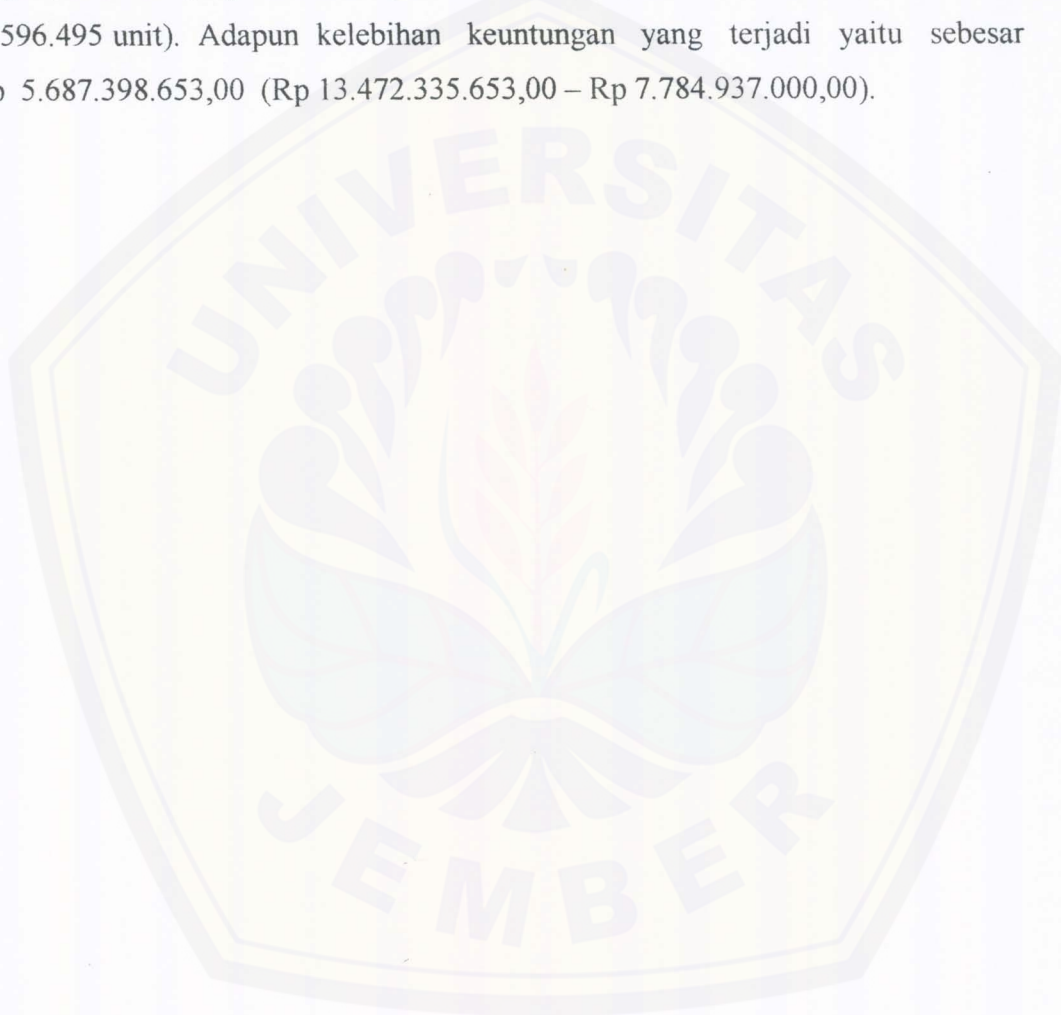 596.495 unit). Adapun kelebihan keuntungan yang terjadi yaitu sebesar
5.687.398.653,00 (Rp 13.472.335.653,00 – Rp 7.784.937.000,00).
UNIVERSITAS
JEMBER